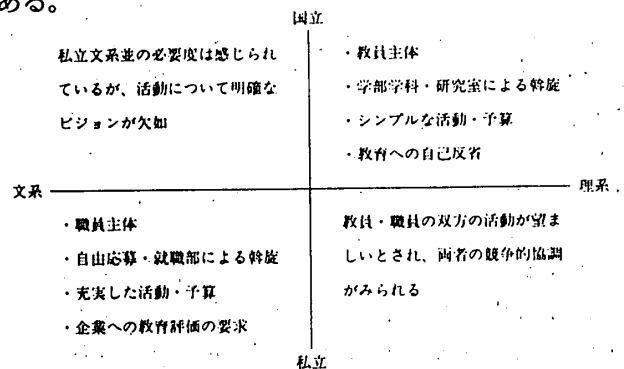 ある。
国立
私立文系並の必要度は感じられ
ているが、活動について明確な
ビジョンが欠如
・教員主体
・学部学科・研究室による斡旋
・シンプルな活動・予算
・教育への自己反省
文系
理系
・職員主体
・自由応募・就職部による斡旋
・充実した活動・予算
・企業への教育評価の要求
教員・職員の双方の活動が望ま
しいとされ、両者の競争的協調
がみられる
私立